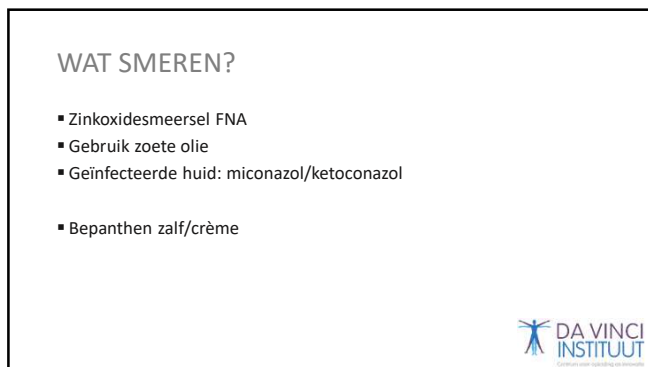 WAT SMEREN?
▪ Zinkoxidesmeersel FNA
▪ Gebruik zoete olie
▪ Geïnfecteerde huid: miconazol/ketoconazol
▪ Bepanthen zalf/crème
DA VINCI
INSTITUUT